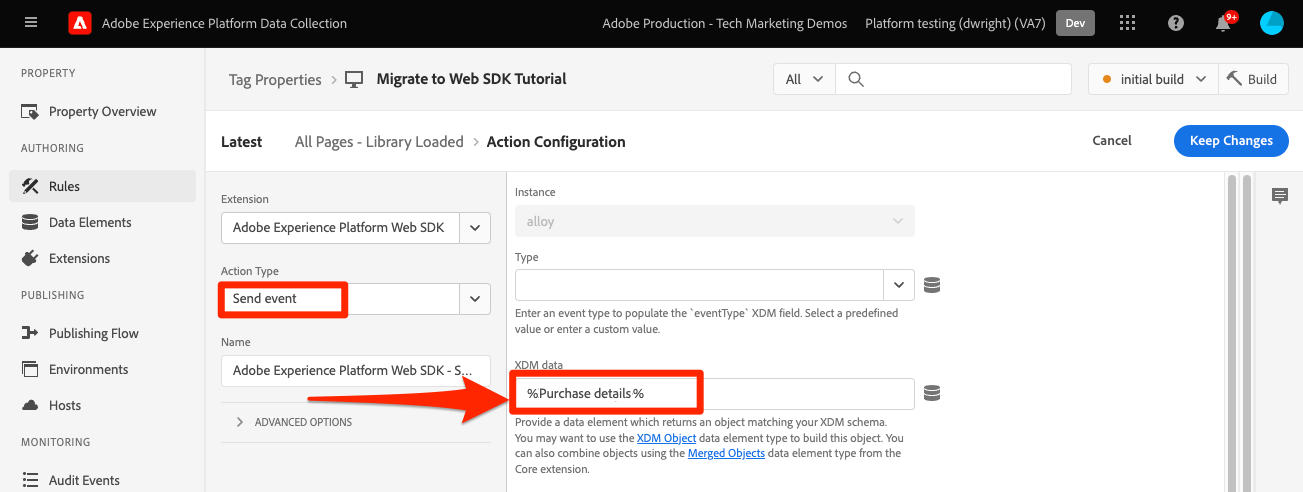 Adobe Experience Platform Data Collection
Adobe Production - Tech Marketing Demos
Platform testing (dwright) (VA7)
Dev
9+
PROPERTY
Property Overview
AUTHORING
Rules
Data Elements
Extensions
PUBLISHING
Publishing Flow
Environments
Hosts
MONITORING
Audit Events
Tag Properties
Migrate to Web SDK Tutorial
All
initial build
Build
Latest
All Pages - Library Loaded
Action Configuration
Cancel
Keep Changes
Extension
Adobe Experience Platform Web SDK
Action Type
Send event
Name
Adobe Experience Platform Web SDK - S...
ADVANCED OPTIONS
Instance
alloy
Type
Enter an event type to populate the `eventType` XDM field. Select a predefined
value or enter a custom value.
XDM data
%Purchase details%
Provide a data element which returns an object matching your XDM schema.
You may want to use the XDM Object data element type to build this object. You
can also combine objects using the Merged Objects data element type from the
Core extension.